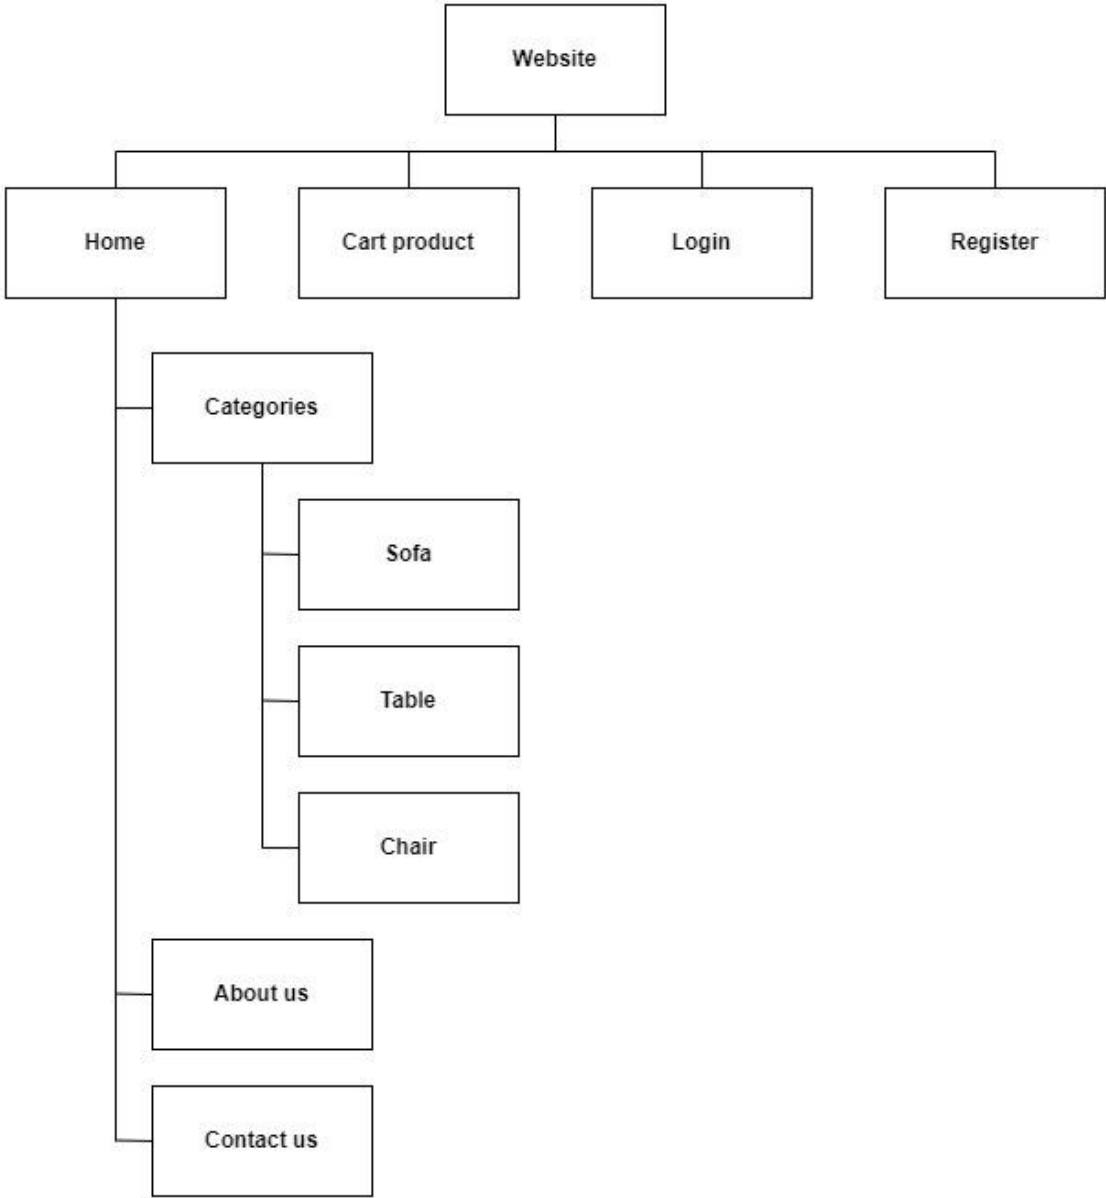 Website
Home
Cart product
Login
Register
Categories
Sofa
Table
Chair
About us
Contact us